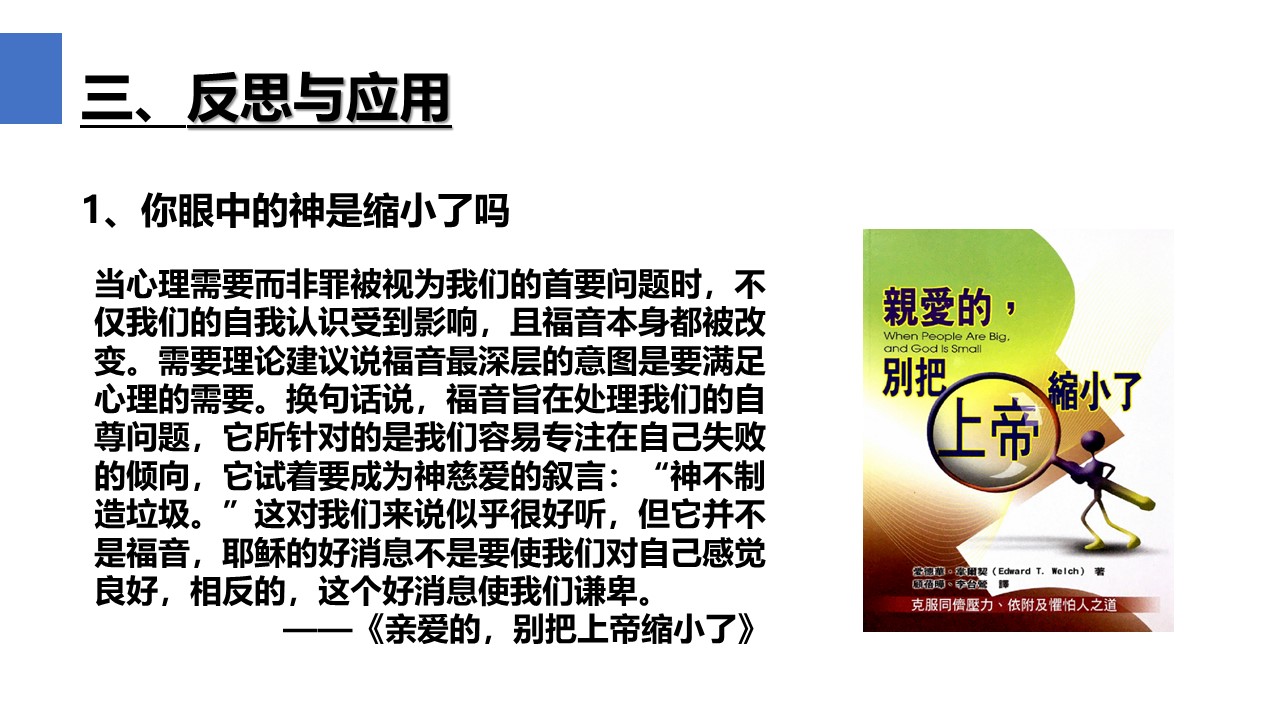 三、反思与应用
1、你眼中的神是缩小了吗
当心理需要而非罪被视为我们的首要问题时，不
仅我们的自我认识受到影响，且福音本身都被改
变。需要理论建议说福音最深层的意图是要满足
心理的需要。换句话说，福音旨在处理我们的自
尊问题，它所针对的是我们容易专注在自己失败
的倾向，它试着要成为神慈爱的叙言：“神不制
造垃圾。”这对我们来说似乎很好听，但它并不
是福音，耶稣的好消息不是要使我们对自己感觉
良好，相反的，这个好消息使我们谦卑。
——《亲爱的，别把上帝缩小了》
親愛的，
When People Are Big,
and God Is Small
別把上帝縮小了
愛德華·韋爾契 (Edward T. Welch) 著
顧蓓曄、李台鶯 譯
克服同儕壓力、依附及懼怕人之道